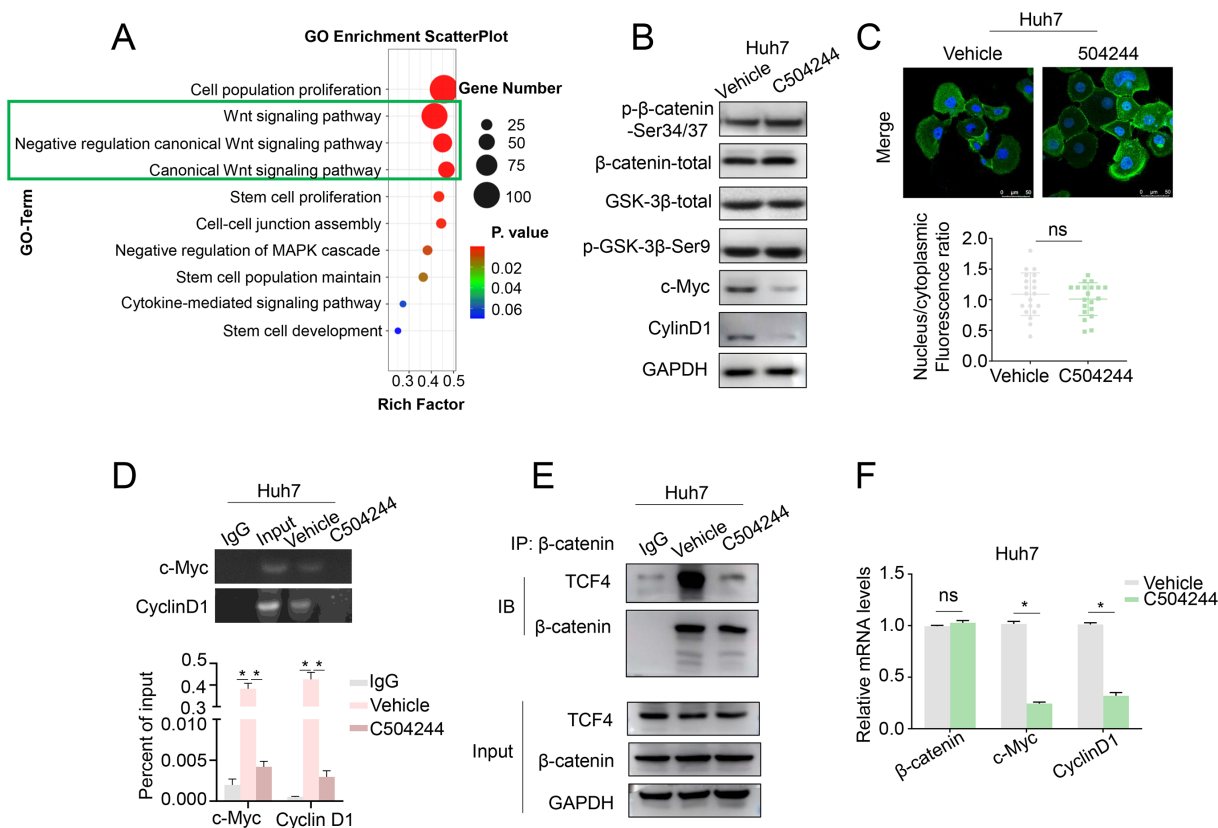 A
GO Enrichment ScatterPlot
GO-Term
Cell population proliferation
Wnt signaling pathway
Negative regulation canonical Wnt signaling pathway
Canonical Wnt signaling pathway
Stem cell proliferation
Cell-cell junction assembly
Negative regulation of MAPK cascade
Stem cell population maintain
Cytokine-mediated signaling pathway
Stem cell development
0.3 0.4 0.5
Rich Factor
Gene Number
25
50
75
100
P. value
0.02
0.04
0.06
B
Huh7
Vehicle C504244
p-β-catenin
-Ser34/37
β-catenin-total
GSK-3β-total
p-GSK-3β-Ser9
c-Myc
CylinD1
GAPDH
C
Huh7
Vehicle 504244
Merge
0 µm 50 0 µm 50
Nucleus/cytoplasmic
Fluorescence ratio
ns
2.0
1.5
1.0
0.5
0.0
Vehicle C504244
D
Huh7
IgG Input Vehicle C504244
c-Myc
CyclinD1
Percent of input
0.5
0.4
0.3
0.010
0.005
0.000
* * * *
c-Myc Cyclin D1
IgG
Vehicle
C504244
E
Huh7
IP: β-catenin IgG Vehicle C504244
IB
TCF4
β-catenin
Input
TCF4
β-catenin
GAPDH
F
Huh7
Relative mRNA levels
1.5
1.0
0.5
0.0
ns * *
β-catenin c-Myc CyclinD1
Vehicle
C504244